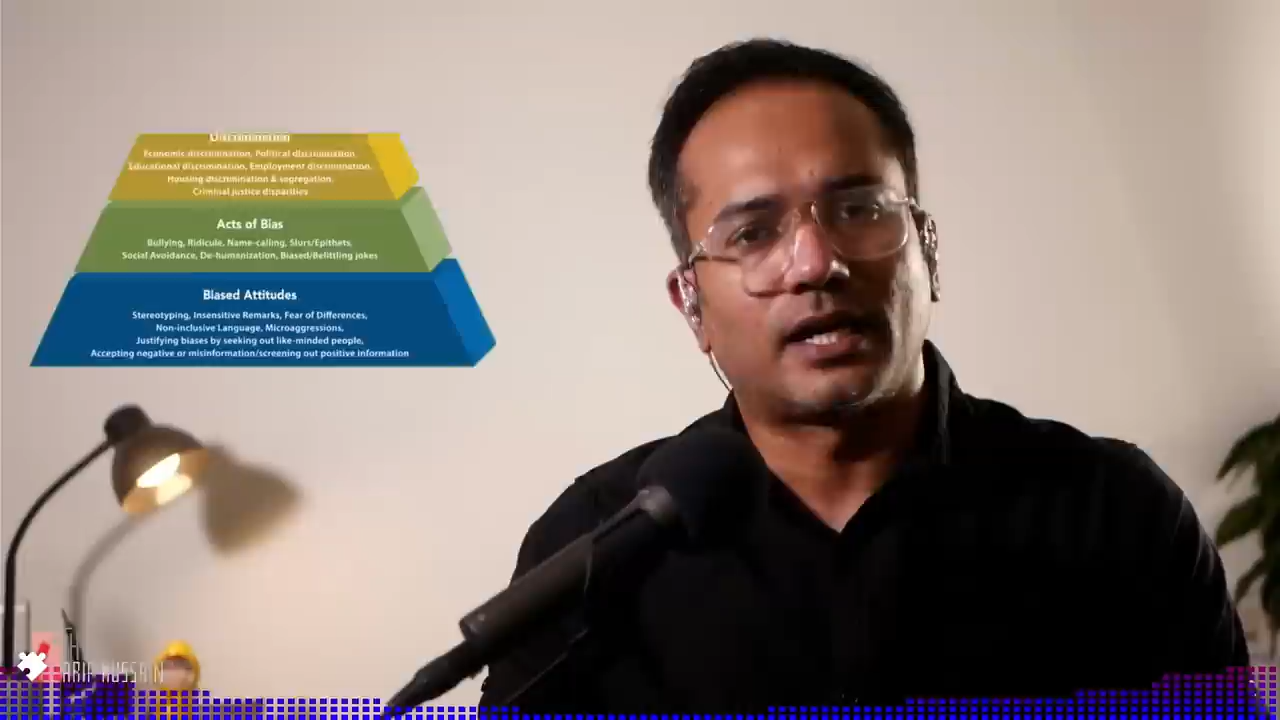 Discrimination
Economic discrimination, Political discrimination,
Educational discrimination, Employment discrimination,
Housing discrimination & segregation,
Criminal justice disparities
Acts of Bias
Bullying, Ridicule, Name-calling, Slurs/Epithets,
Social Avoidance, De-humanization, Biased/Belittling jokes
Biased Attitudes
Stereotyping, Insensitive Remarks, Fear of Differences,
Non-inclusive Language, Microaggressions,
Justifying biases by seeking out like-minded people,
Accepting negative or misinformation/screening out positive information
ARIF HUSSAIN